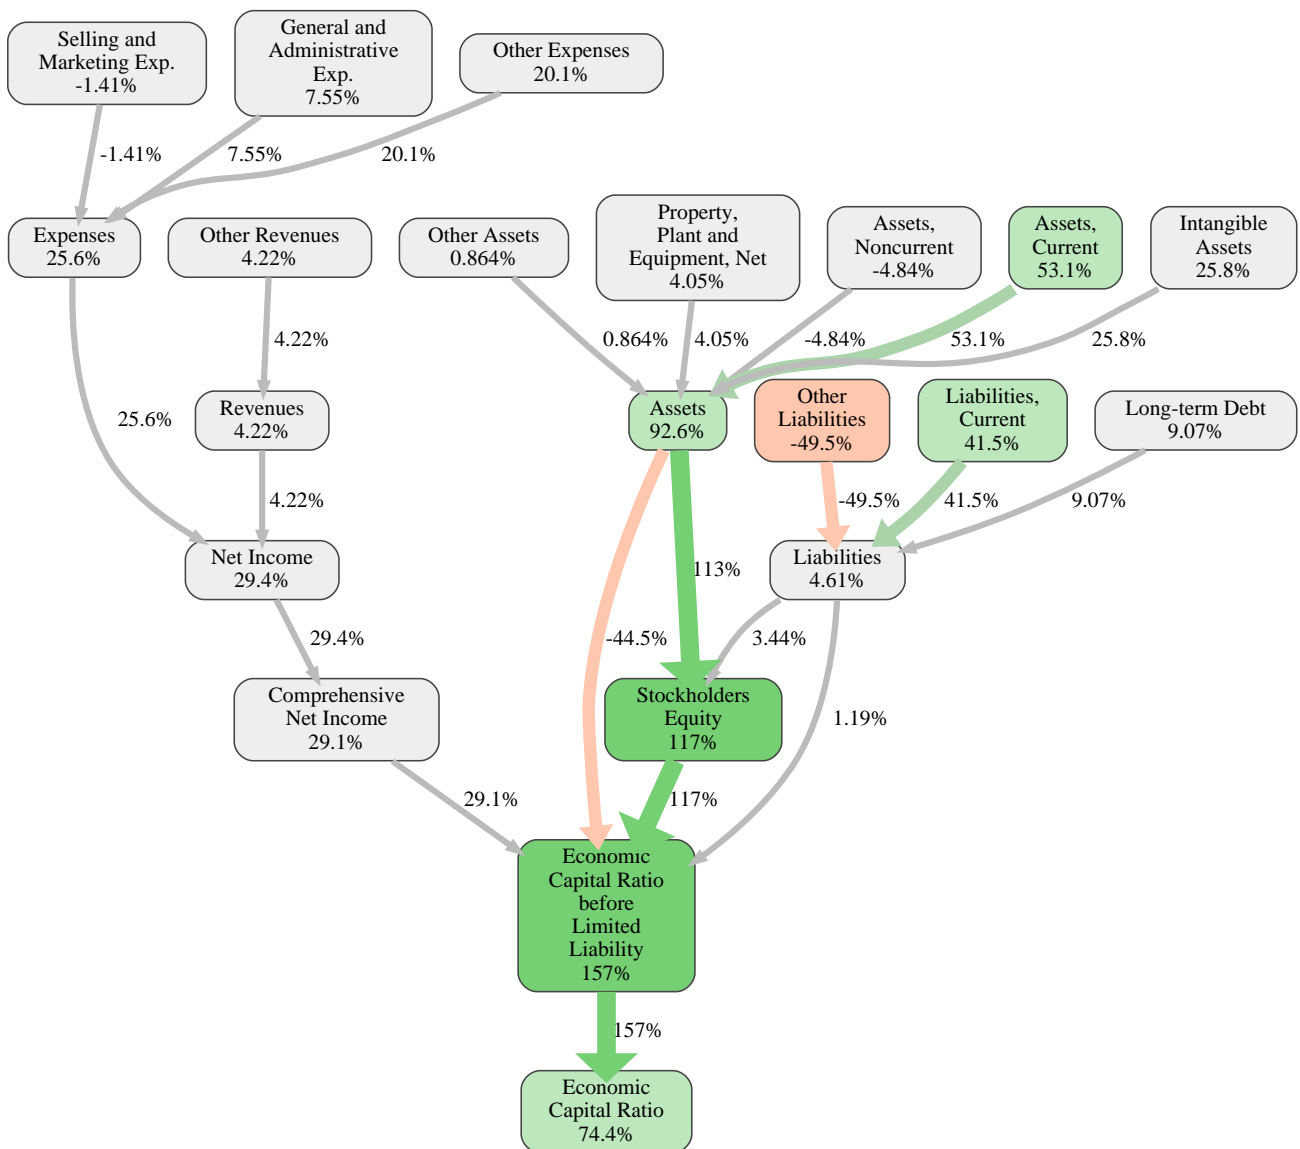 Selling and
Marketing Exp.
-1.41%
General and
Administrative
Exp.
7.55%
Other Expenses
20.1%
-1.41%
7.55%
20.1%
Expenses
25.6%
Other Revenues
4.22%
Other Assets
0.864%
Property,
Plant and
Equipment, Net
4.05%
Assets,
Noncurrent
-4.84%
Assets,
Current
53.1%
Intangible
Assets
25.8%
4.22%
0.864%
4.05%
-4.84%
53.1%
25.8%
25.6%
Revenues
4.22%
Assets
92.6%
Other
Liabilities
-49.5%
Liabilities,
Current
41.5%
Long-term Debt
9.07%
4.22%
-49.5%
41.5%
9.07%
Net Income
29.4%
113%
Liabilities
4.61%
29.4%
-44.5%
3.44%
Comprehensive
Net Income
29.1%
Stockholders
Equity
117%
1.19%
29.1%
117%
Economic
Capital Ratio
before
Limited
Liability
157%
157%
Economic
Capital Ratio
74.4%